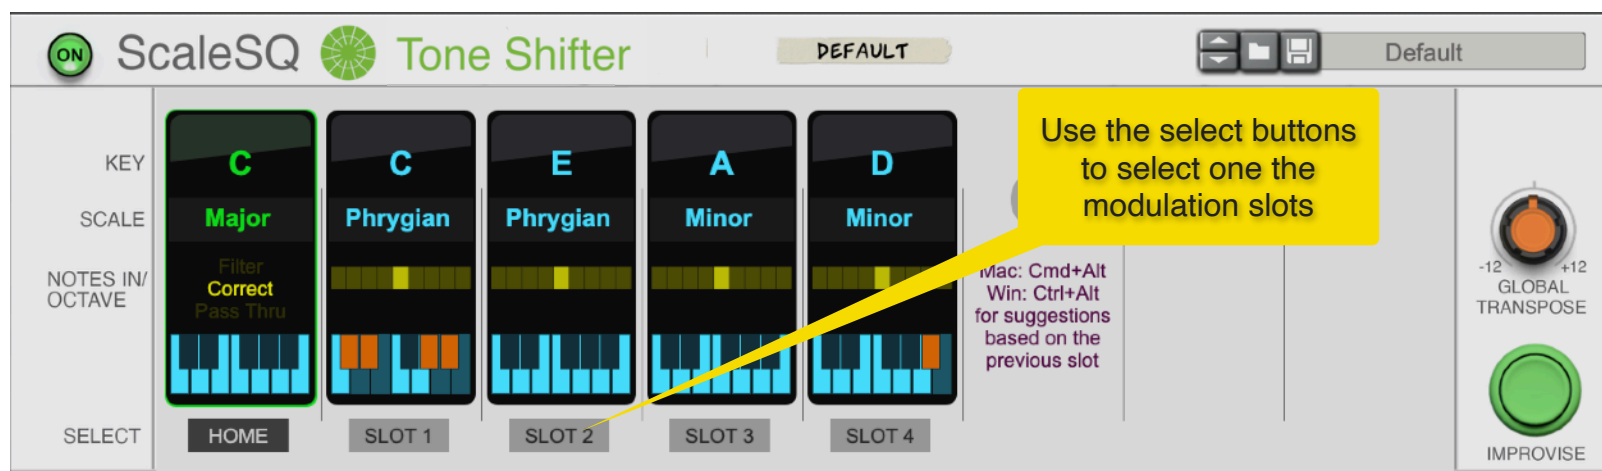 ON
ScaleSQ Tone Shifter
DEFAULT
Default
KEY
SCALE
NOTES IN/
OCTAVE
SELECT
C
Major
Filter
Correct
Pass Thru
HOME
C
Phrygian
SLOT 1
E
Phrygian
SLOT 2
A
Minor
SLOT 3
D
Minor
SLOT 4
Use the select buttons
to select one the
modulation slots
Mac: Cmd+Alt
Win: Ctrl+Alt
for suggestions
based on the
previous slot
-12 +12
GLOBAL
TRANSPOSE
IMPROVISE